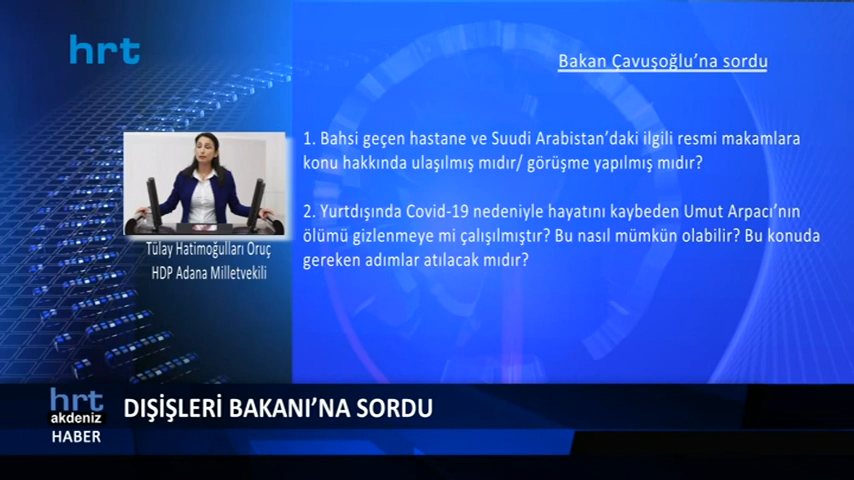 hrt
Bakan Çavuşoğlu’na sordu
1. Bahsi geçen hastane ve Suudi Arabistan’daki ilgili resmi makamlara
konu hakkında ulaşılmış mıdır/ görüşme yapılmış mıdır?
2. Yurtdışında Covid-19 nedeniyle hayatını kaybeden Umut Arpacı’nın
ölümü gizlenmeye mi çalışılmıştır? Bu nasıl mümkün olabilir? Bu konuda
gereken adımlar atılacak mıdır?
Tülay Hatimoğulları Oruç
HDP Adana Milletvekili
hrt
akdeniz
HABER
DIŞİŞLERİ BAKANI’NA SORDU